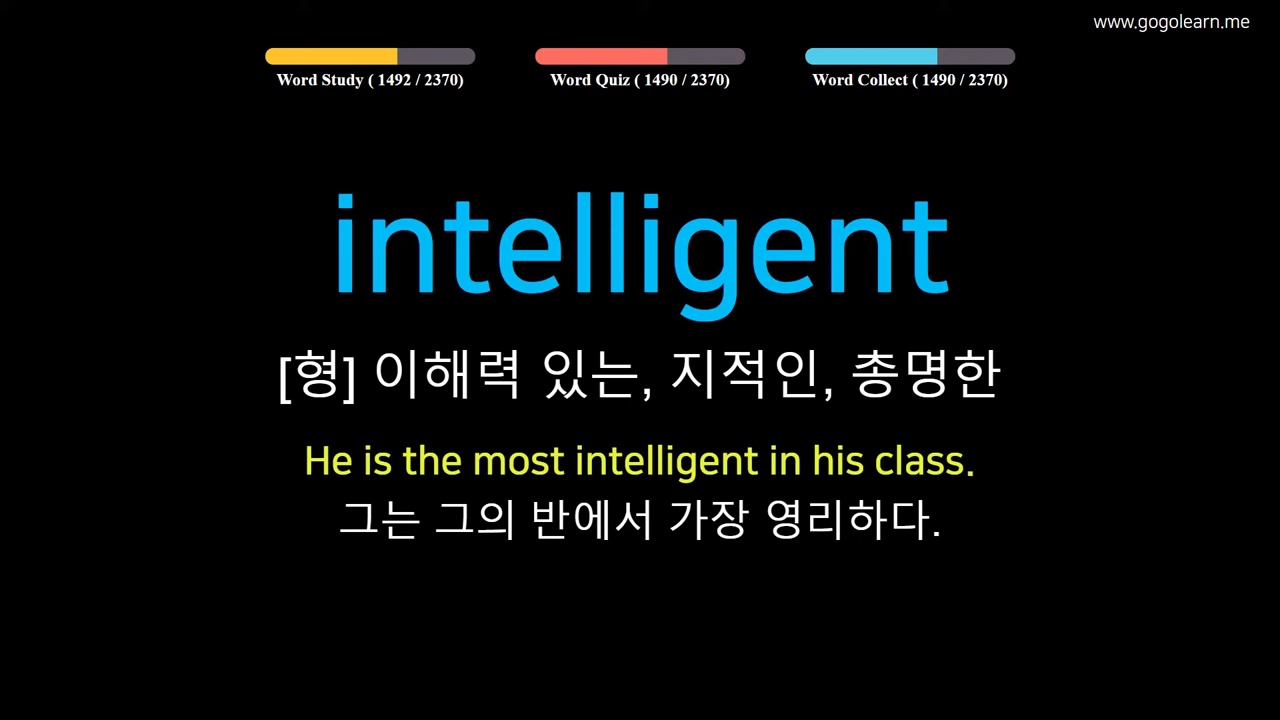 www.gogolearn.me
Word Study ( 1492 / 2370)
Word Quiz ( 1490 / 2370)
Word Collect ( 1490 / 2370)
intelligent
[형] 이해력 있는, 지적인, 총명한
He is the most intelligent in his class.
그는 그의 반에서 가장 영리하다.